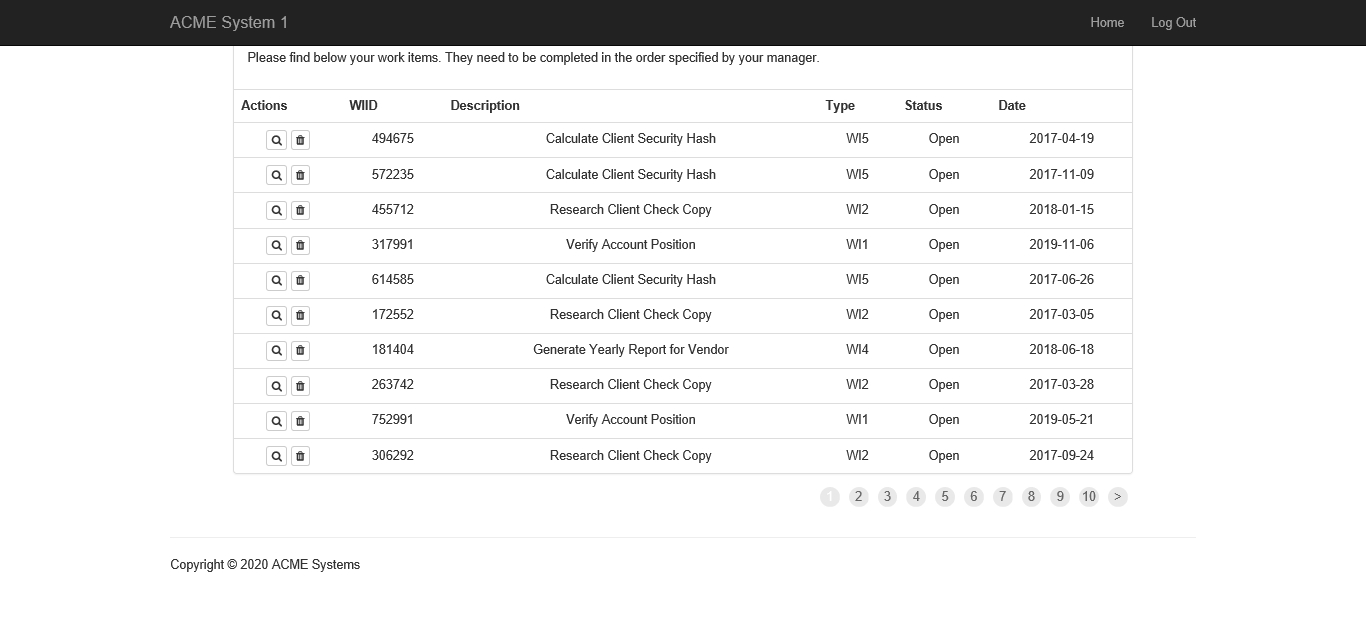 ACME System 1 Home Log Out
Please find below your work items. They need to be completed in the order specified by your manager.
Actions WIID Description Type Status Date
494675 Calculate Client Security Hash WI5 Open 2017-04-19
572235 Calculate Client Security Hash WI5 Open 2017-11-09
455712 Research Client Check Copy WI2 Open 2018-01-15
317991 Verify Account Position WI1 Open 2019-11-06
614585 Calculate Client Security Hash WI5 Open 2017-06-26
172552 Research Client Check Copy WI2 Open 2017-03-05
181404 Generate Yearly Report for Vendor WI4 Open 2018-06-18
263742 Research Client Check Copy WI2 Open 2017-03-28
752991 Verify Account Position WI1 Open 2019-05-21
306292 Research Client Check Copy WI2 Open 2017-09-24
1 2 3 4 5 6 7 8 9 10 >
Copyright © 2020 ACME Systems